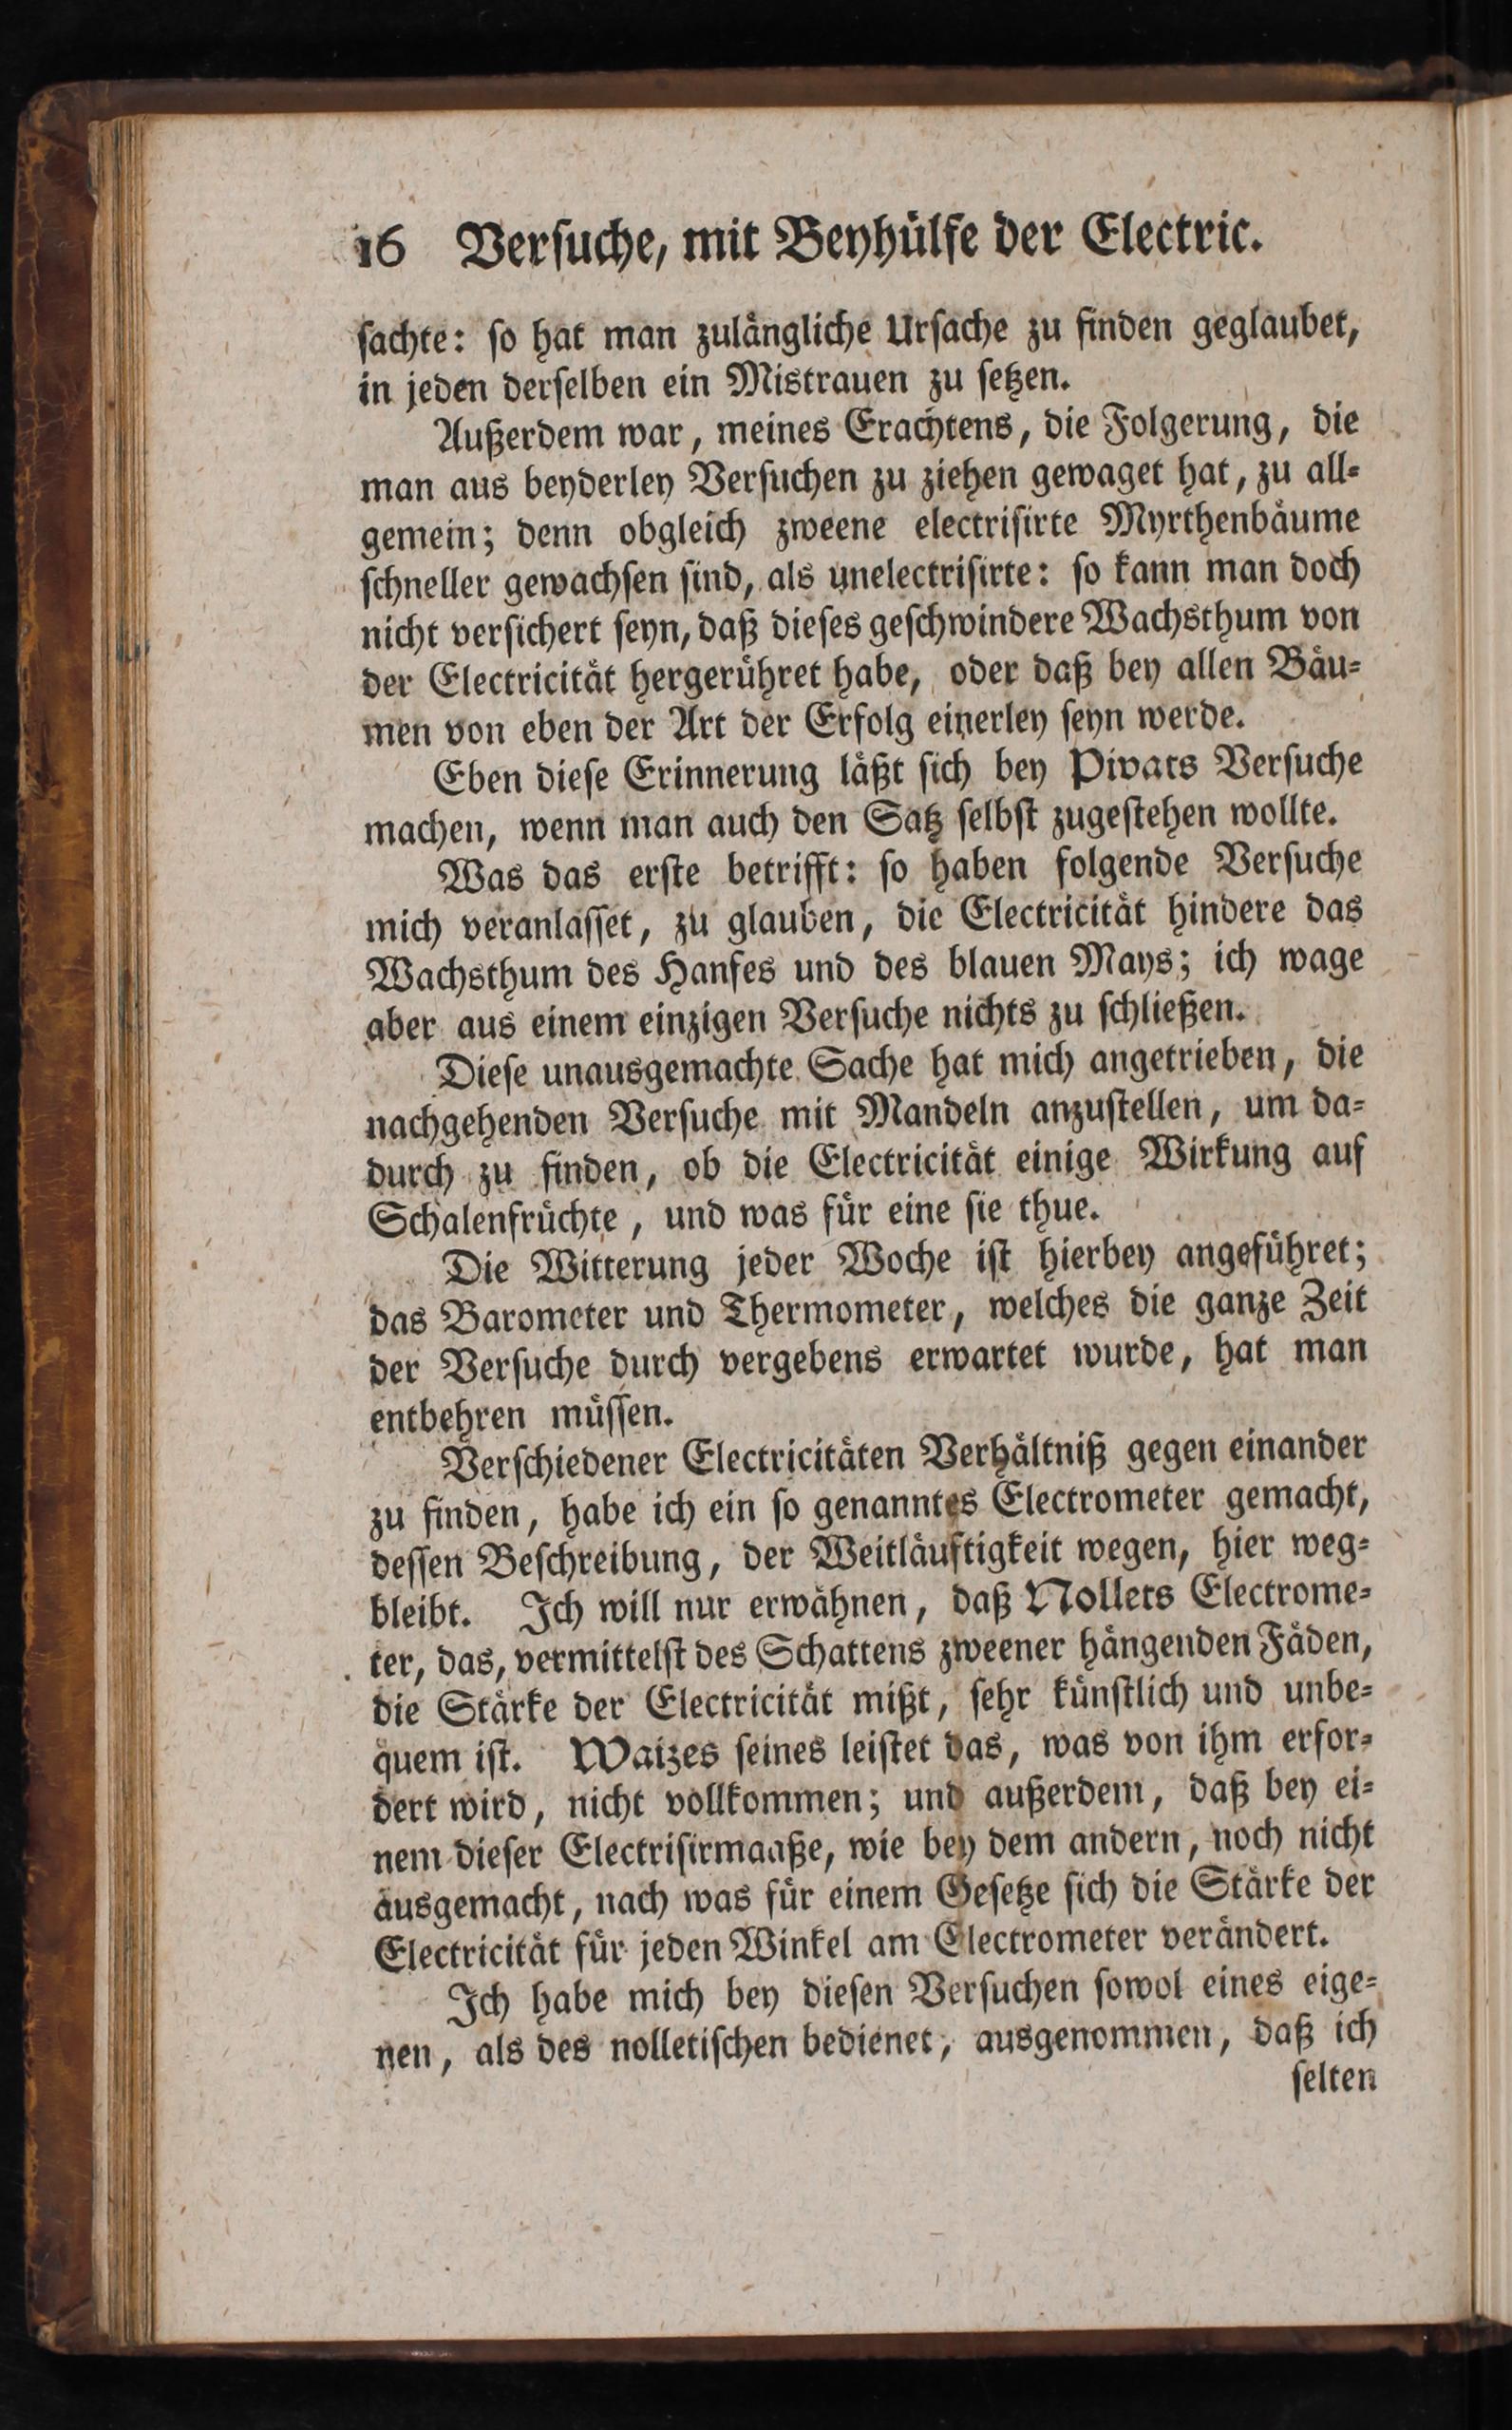 16 Verſuche, mit Beyhülfe der Electric.
ſachte: ſo hat man zulängliche Urſache zu finden geglaubet,
in jeden derſelben ein Mistrauen zu ſetzen.
Außerdem war, meines Erachtens, die Folgerung, die
man aus beyderley Verſuchen zu ziehen gewaget hat, zu all⸗
gemein; denn obgleich zweene electriſirte Myrthenbäume
ſchneller gewachſen ſind, als unelectriſirte: ſo kann man doch
nicht verſichert ſeyn, daß dieſes geſchwindere Wachsthum von
der Electricität hergerühret habe, oder daß bey allen Bäu⸗
men von eben der Art der Erfolg einerley ſeyn werde.
Eben dieſe Erinnerung läßt ſich bey Pivats Verſuche
machen, wenn man auch den Satz ſelbſt zugeſtehen wollte.
Was das erſte betrifft: ſo haben folgende Verſuche
mich veranlaſſet, zu glauben, die Electricität hindere das
Wachsthum des Hanfes und des blauen Mays; ich wage
aber aus einem einzigen Verſuche nichts zu ſchließen.
Dieſe unausgemachte Sache hat mich angetrieben, die
nachgehenden Verſuche mit Mandeln anzuſtellen, um da⸗
durch zu finden, ob die Electricität einige Wirkung auf
Schalenfrüchte, und was für eine ſie thue.
Die Witterung jeder Woche iſt hierbey angeführet;
das Barometer und Thermometer, welches die ganze Zeit
der Verſuche durch vergebens erwartet wurde, hat man
entbehren müſſen.
Verſchiedener Electricitäten Verhältniß gegen einander
zu finden, habe ich ein ſo genanntes Electrometer gemacht,
deſſen Beſchreibung, der Weitläuftigkeit wegen, hier weg⸗
bleibt. Ich will nur erwähnen, daß Nollets Electrome⸗
ter, das, vermittelſt des Schattens zweener hängenden Fäden,
die Stärke der Electricität mißt, ſehr künſtlich und unbe⸗
quem iſt. Waizes ſeines leiſtet das, was von ihm erfor⸗
dert wird, nicht vollkommen; und außerdem, daß bey ei⸗
nem dieſer Electriſirmaaße, wie bey dem andern, noch nicht
ausgemacht, nach was für einem Geſetze ſich die Stärke der
Electricität für jeden Winkel am Electrometer verändert.
Ich habe mich bey dieſen Verſuchen ſowol eines eige⸗
nen, als des nolletiſchen bedienet, ausgenommen, daß ich
ſelten